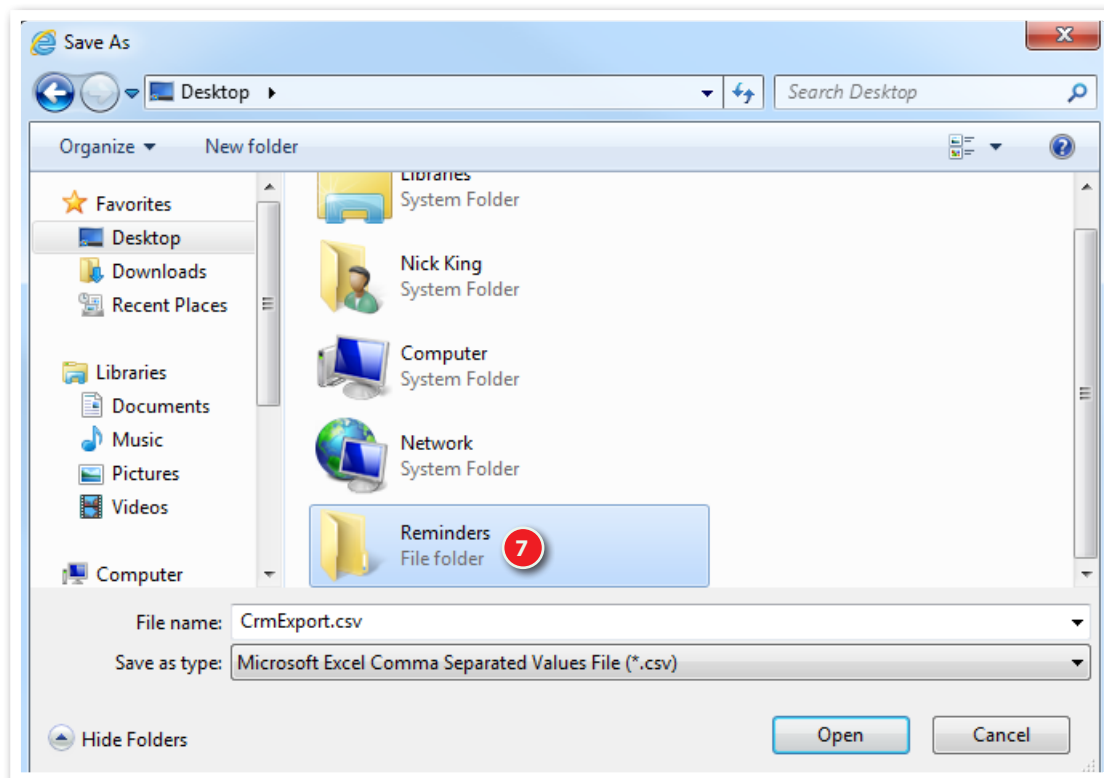 Save As
Desktop
Search Desktop
Organize
New folder
Favorites
Desktop
Downloads
Recent Places
Libraries
Documents
Music
Pictures
Videos
Computer
Libraries
System Folder
Nick King
System Folder
Computer
System Folder
Network
System Folder
Reminders
File folder
7
File name: CrmExport.csv
Save as type: Microsoft Excel Comma Separated Values File (*.csv)
Hide Folders
Open
Cancel